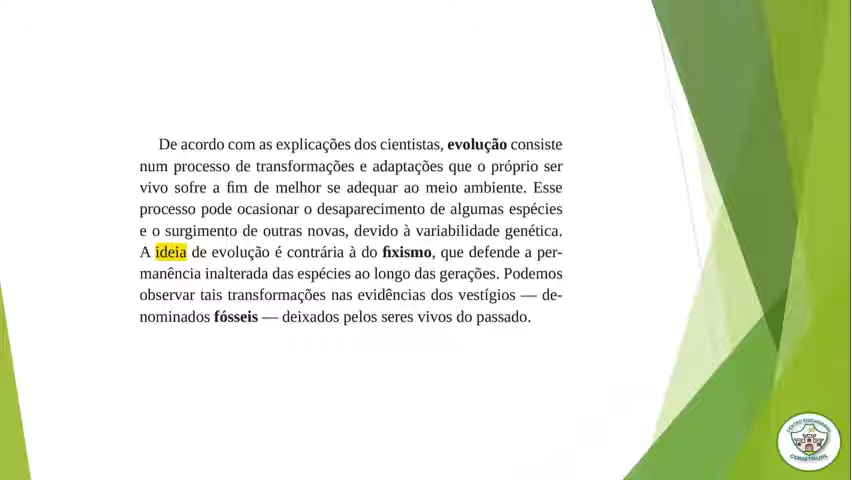 De acordo com as explicações dos cientistas, evolução consiste
num processo de transformações e adaptações que o próprio ser
vivo sofre a fim de melhor se adequar ao meio ambiente. Esse
processo pode ocasionar o desaparecimento de algumas espécies
e o surgimento de outras novas, devido à variabilidade genética.
A ideia de evolução é contrária à do fixismo, que defende a per-
manência inalterada das espécies ao longo das gerações. Podemos
observar tais transformações nas evidências dos vestígios — de-
nominados fósseis — deixados pelos seres vivos do passado.
CENTRO EDUCACIONAL
CONSTRUIR